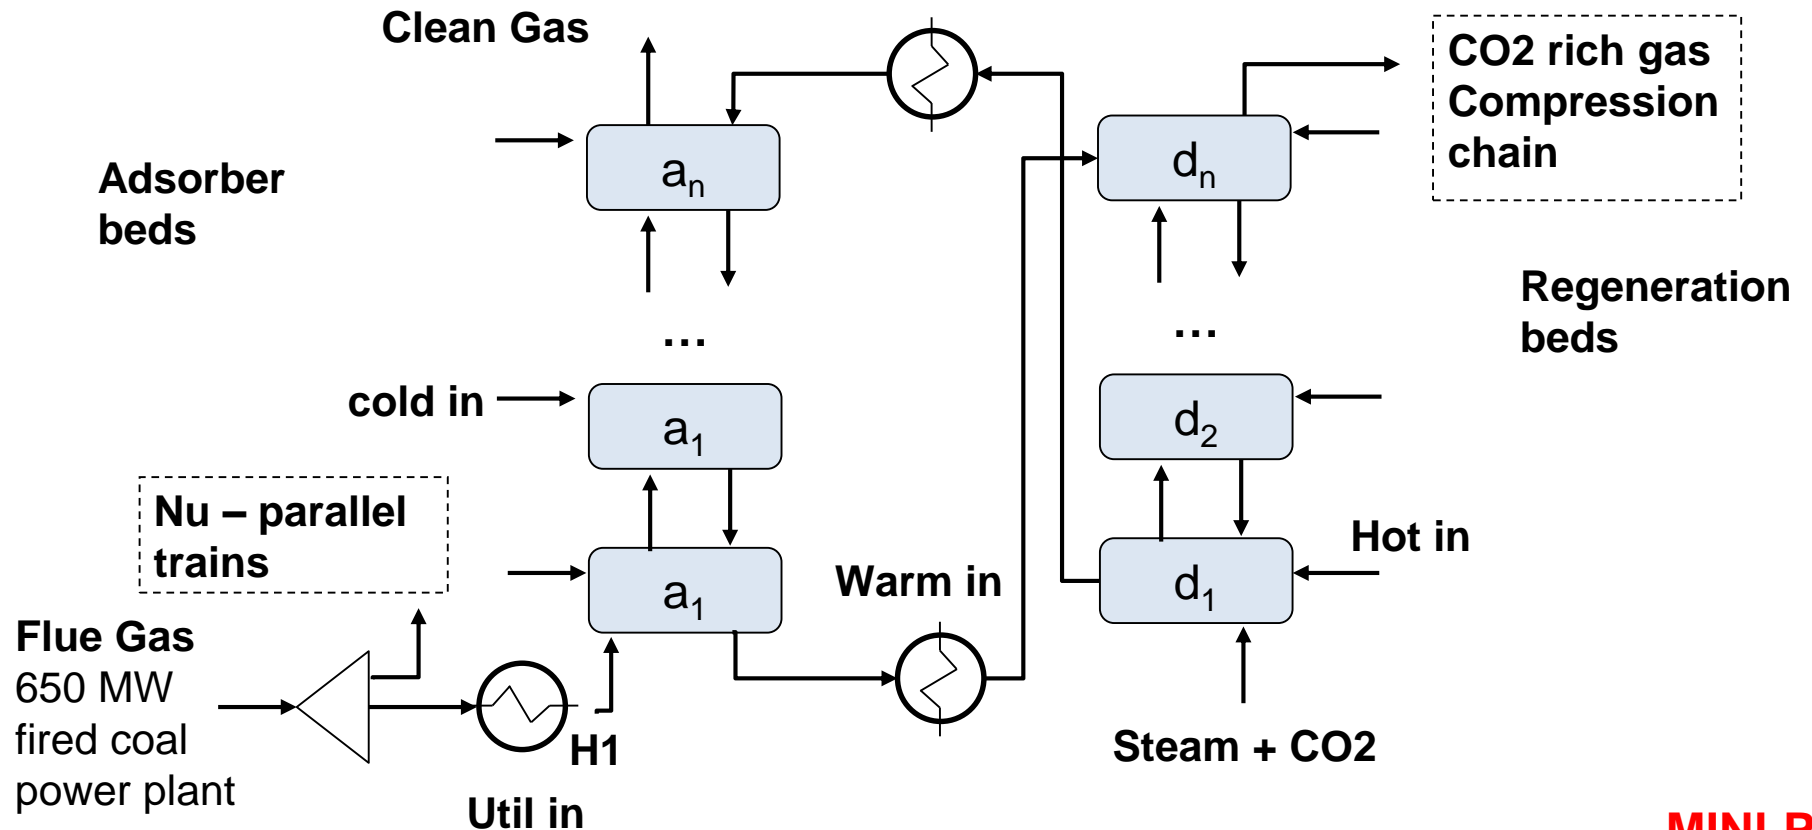 Clean Gas
CO2 rich gas
Compression
chain
Adsorber
beds
an
dn
Regeneration
beds
...
...
cold in
a1
d2
Nu – parallel
trains
Hot in
Warm in
a1
d1
Flue Gas
650 MW
fired coal
power plant
H1
Steam + CO2
Util in